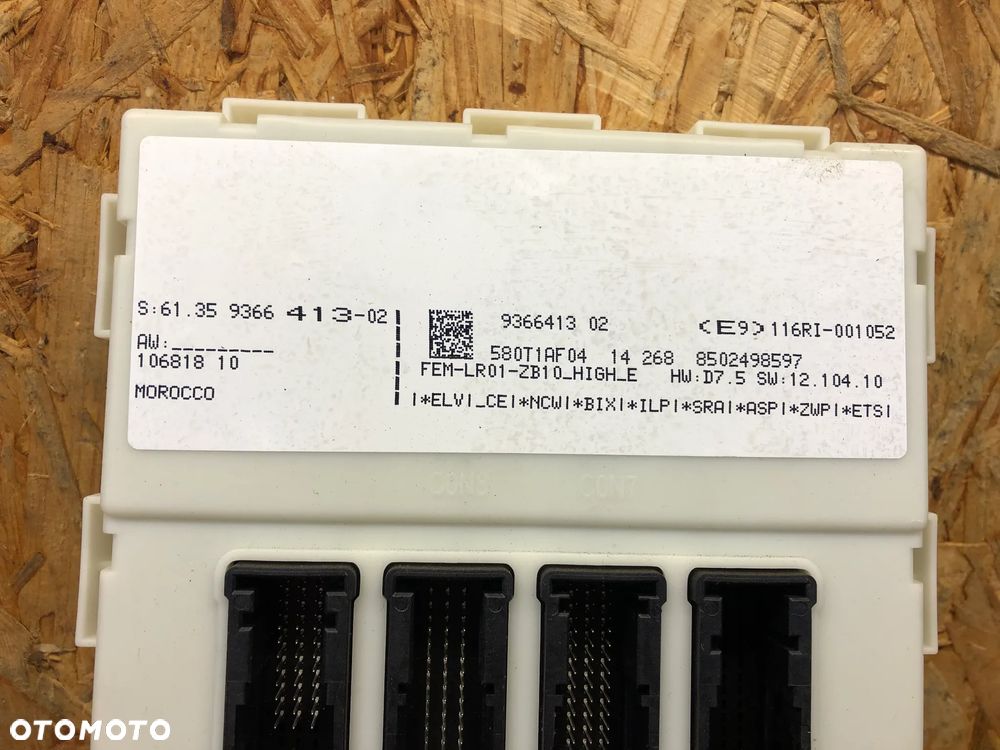 S:61.35 9366 413-02
AW:_________
106818 10
MOROCCO
9366413 02
<E9>116RI-001052
580T1AF04 14 268 8502498597
FEM-LR01-ZB10_HIGH_E HW:D7.5 SW:12.104.10
|*ELV|_CE|*NCW|*BIX|*ILP|*SRA|*ASP|*ZWP|*ETS|
CON7
OTOMOTO